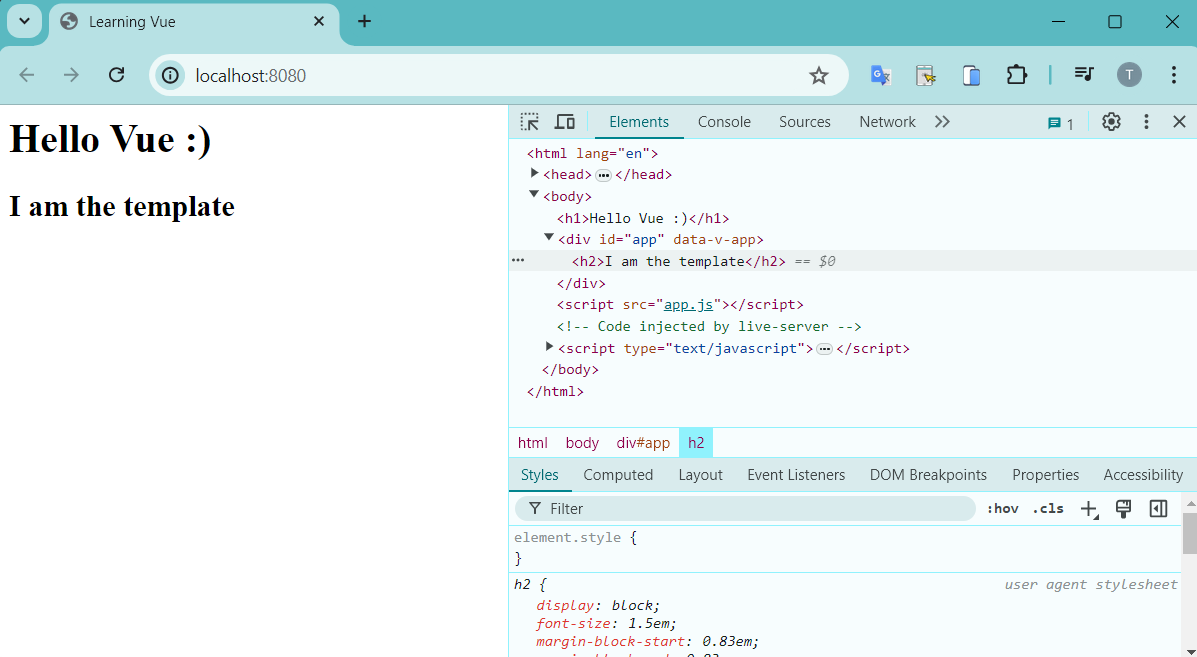 Learning Vue
localhost:8080
T
Hello Vue :)
I am the template
Elements Console Sources Network 1
<html lang="en">
<head> ••• </head>
<body>
<h1>Hello Vue :)</h1>
<div id="app" data-v-app>
••• <h2>I am the template</h2> == $0
</div>
<script src="app.js"></script>
<!-- Code injected by live-server -->
<script type="text/javascript"> ••• </script>
</body>
</html>
html body div#app h2
Styles Computed Layout Event Listeners DOM Breakpoints Properties Accessibility
Filter :hov .cls
element.style {
}
h2 { user agent stylesheet
display: block;
font-size: 1.5em;
margin-block-start: 0.83em;